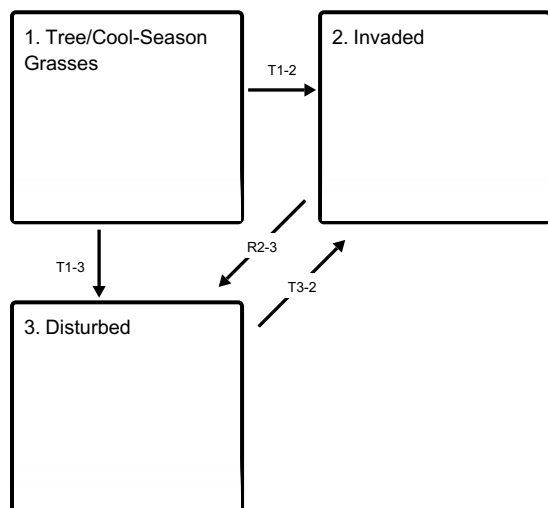 1. Tree/Cool-Season
Grasses
2. Invaded
T1-2
R2-3
T1-3
T3-2
3. Disturbed